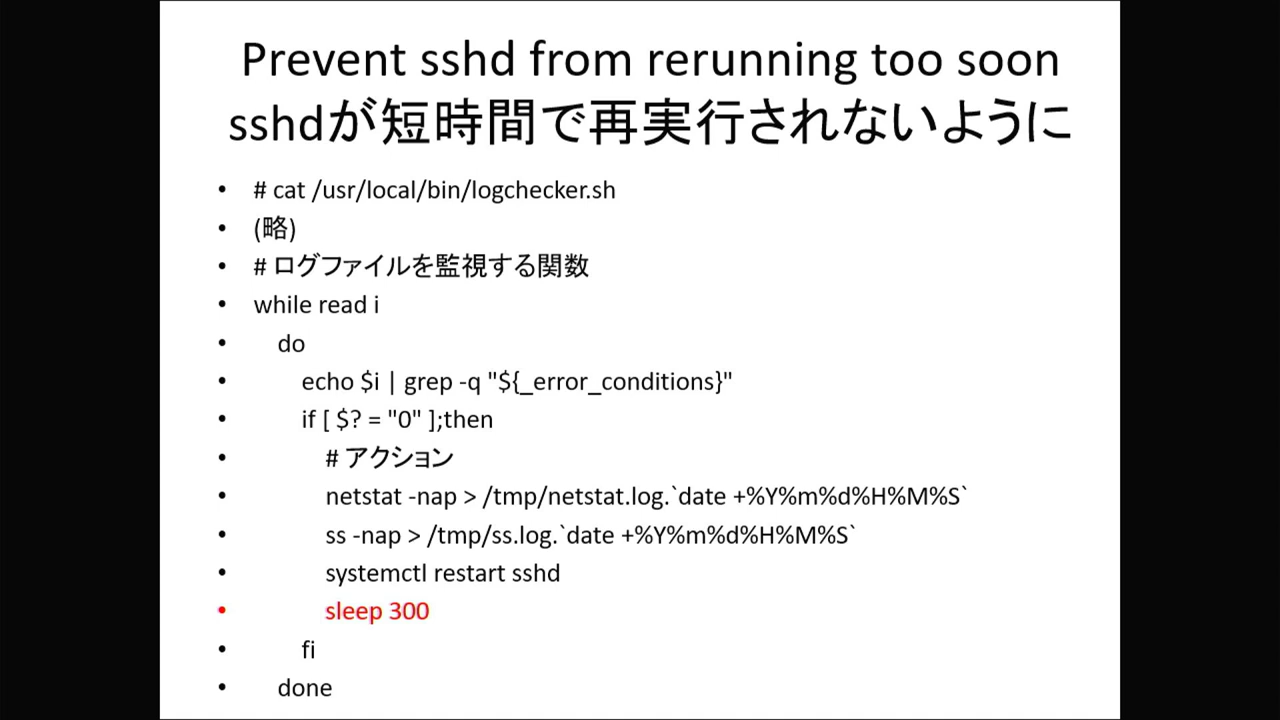 Prevent sshd from rerunning too soon
sshdが短時間で再実行されないように
• # cat /usr/local/bin/logchecker.sh
• (略)
• # ログファイルを監視する関数
• while read i
• do
• echo $i | grep -q "${_error_conditions}"
• if [ $? = "0" ];then
• # アクション
• netstat -nap > /tmp/netstat.log.`date +%Y%m%d%H%M%S`
• ss -nap > /tmp/ss.log.`date +%Y%m%d%H%M%S`
• systemctl restart sshd
• sleep 300
• fi
• done